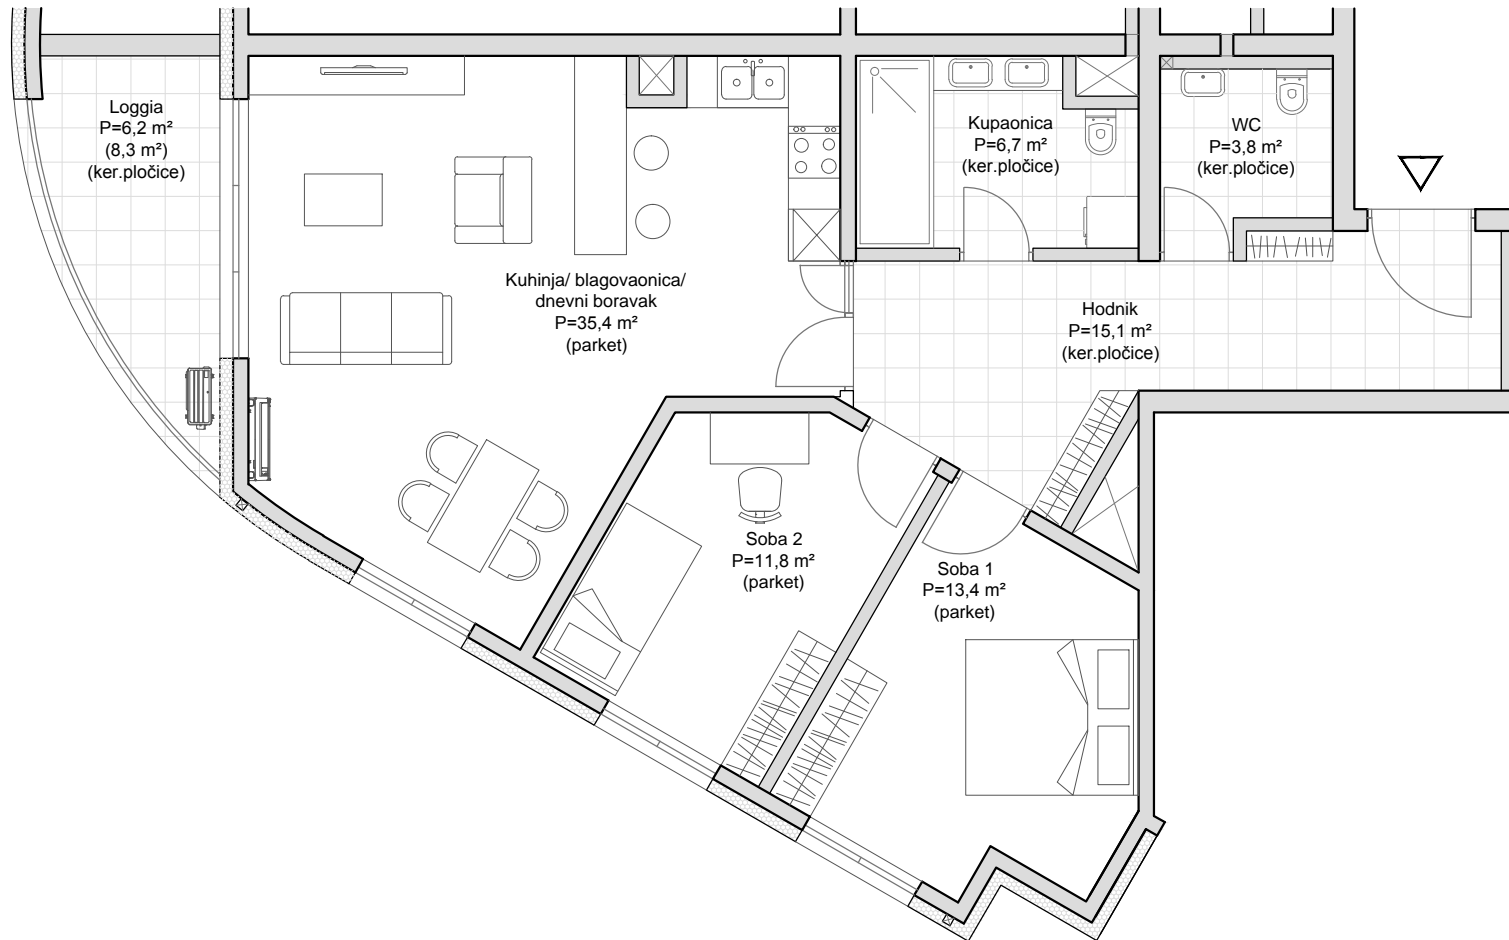 Loggia
P=6,2 m²
(8,3 m²)
(ker.pločice)
Kupaonica
P=6,7 m²
(ker.pločice)
WC
P=3,8 m²
(ker.pločice)
Kuhinja/ blagovaonica/
dnevni boravak
P=35,4 m²
(parket)
Hodnik
P=15,1 m²
(ker.pločice)
Soba 2
P=11,8 m²
(parket)
Soba 1
P=13,4 m²
(parket)